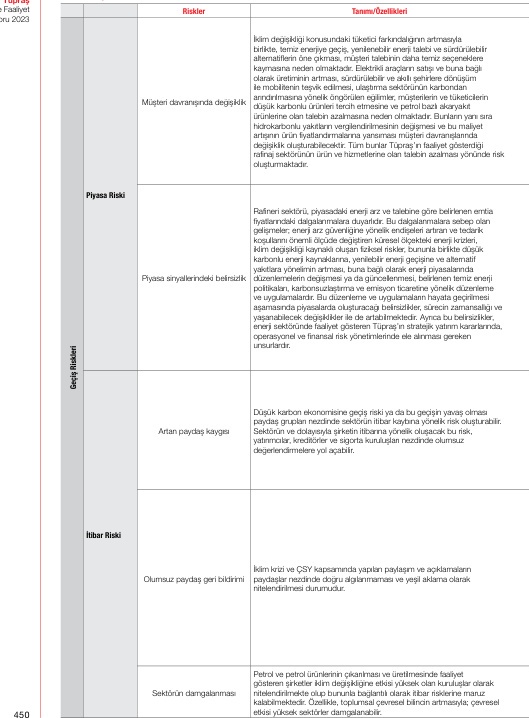 Tüpraş
Faaliyet
oru 2023
Riskler
Tanımı/Özellikleri
Geçiş Riskleri
Piyasa Riski
Müşteri davranışında değişiklik
İklim değişikliği konusundaki tüketici farkındalığının artmasıyla
birlikte, temiz enerjiye geçiş, yenilenebilir enerji talebi ve sürdürülebilir
alternatiflerin öne çıkması, müşteri talebinin daha temiz seçeneklere
kaymasına neden olmaktadır. Elektrikli araçların satışı ve buna bağlı
olarak üretiminin artması, sürdürülebilir ve akıllı şehirlere dönüşüm
ile mobilitenin teşvik edilmesi, ulaştırma sektörünün karbondan
arındırılmasına yönelik öngörülen eğilimler, müşterilerin ve tüketicilerin
düşük karbonlu ürünleri tercih etmesine ve petrol bazlı akaryakıt
ürünlerine olan talebin azalmasına neden olmaktadır. Bunların yanı sıra
hidrokarbonlu yakıtların vergilendirilmesinin değişmesi ve bu maliyet
artışının ürün fiyatlandırmalarına yansıması müşteri davranışlarında
değişiklik oluşturabilecektir. Tüm bunlar Tüpraş'ın faaliyet gösterdiği
rafinaj sektörünün ürün ve hizmetlerine olan talebin azalması yönünde risk
oluşturmaktadır.
Piyasa sinyallerindeki belirsizlik
Rafineri sektörü, piyasadaki enerji arz ve talebine göre belirlenen emtia
fiyatlarındaki dalgalanmalara duyarlıdır. Bu dalgalanmalara sebep olan
gelişmeler; enerji arz güvenliğine yönelik endişeleri artıran ve tedarik
koşullarını önemli ölçüde değiştiren küresel ölçekteki enerji krizleri,
iklim değişikliği kaynaklı oluşan fiziksel riskler, bununla birlikte düşük
karbonlu enerji kaynaklarına, yenilebilir enerji geçişine ve alternatif
yakıtlara yönelimin artması, buna bağlı olarak enerji piyasalarında
düzenlemelerin değişmesi ya da güncellenmesi, belirlenen temiz enerji
politikaları, karbonsuzlaştırma ve emisyon ticaretine yönelik düzenleme
ve uygulamalardır. Bu düzenleme ve uygulamaların hayata geçirilmesi
aşamasında piyasalarda oluşturacağı belirsizlikler, sürecin zamansallığı ve
yaşanabilecek değişiklikler ile de artabilmektedir. Ayrıca bu belirsizlikler,
enerji sektöründe faaliyet gösteren Tüpraş'ın stratejik yatırım kararlarında,
operasyonel ve finansal risk yönetimlerinde ele alınması gereken
unsurlardır.
İtibar Riski
Artan paydaş kaygısı
Düşük karbon ekonomisine geçiş riski ya da bu geçişin yavaş olması
paydaş grupları nezdinde sektörün itibar kaybına yönelik risk oluşturabilir.
Sektörün ve dolayısıyla şirketin itibarına yönelik oluşacak bu risk,
yatırımcılar, kreditörler ve sigorta kuruluşları nezdinde olumsuz
değerlendirmelere yol açabilir.
Olumsuz paydaş geri bildirimi
İklim krizi ve ÇSY kapsamında yapılan paylaşım ve açıklamaların
paydaşlar nezdinde doğru algılanmaması ve yeşil aklama olarak
nitelendirilmesi durumudur.
Sektörün damgalanması
Petrol ve petrol ürünlerinin çıkarılması ve üretilmesinde faaliyet
gösteren şirketler iklim değişikliğine etkisi yüksek olan kuruluşlar olarak
nitelendirilmekte olup bununla bağlantılı olarak itibar risklerine maruz
kalabilmektedir. Özellikle, toplumsal çevresel bilincin artmasıyla; çevresel
etkisi yüksek sektörler damgalanabilir.
450